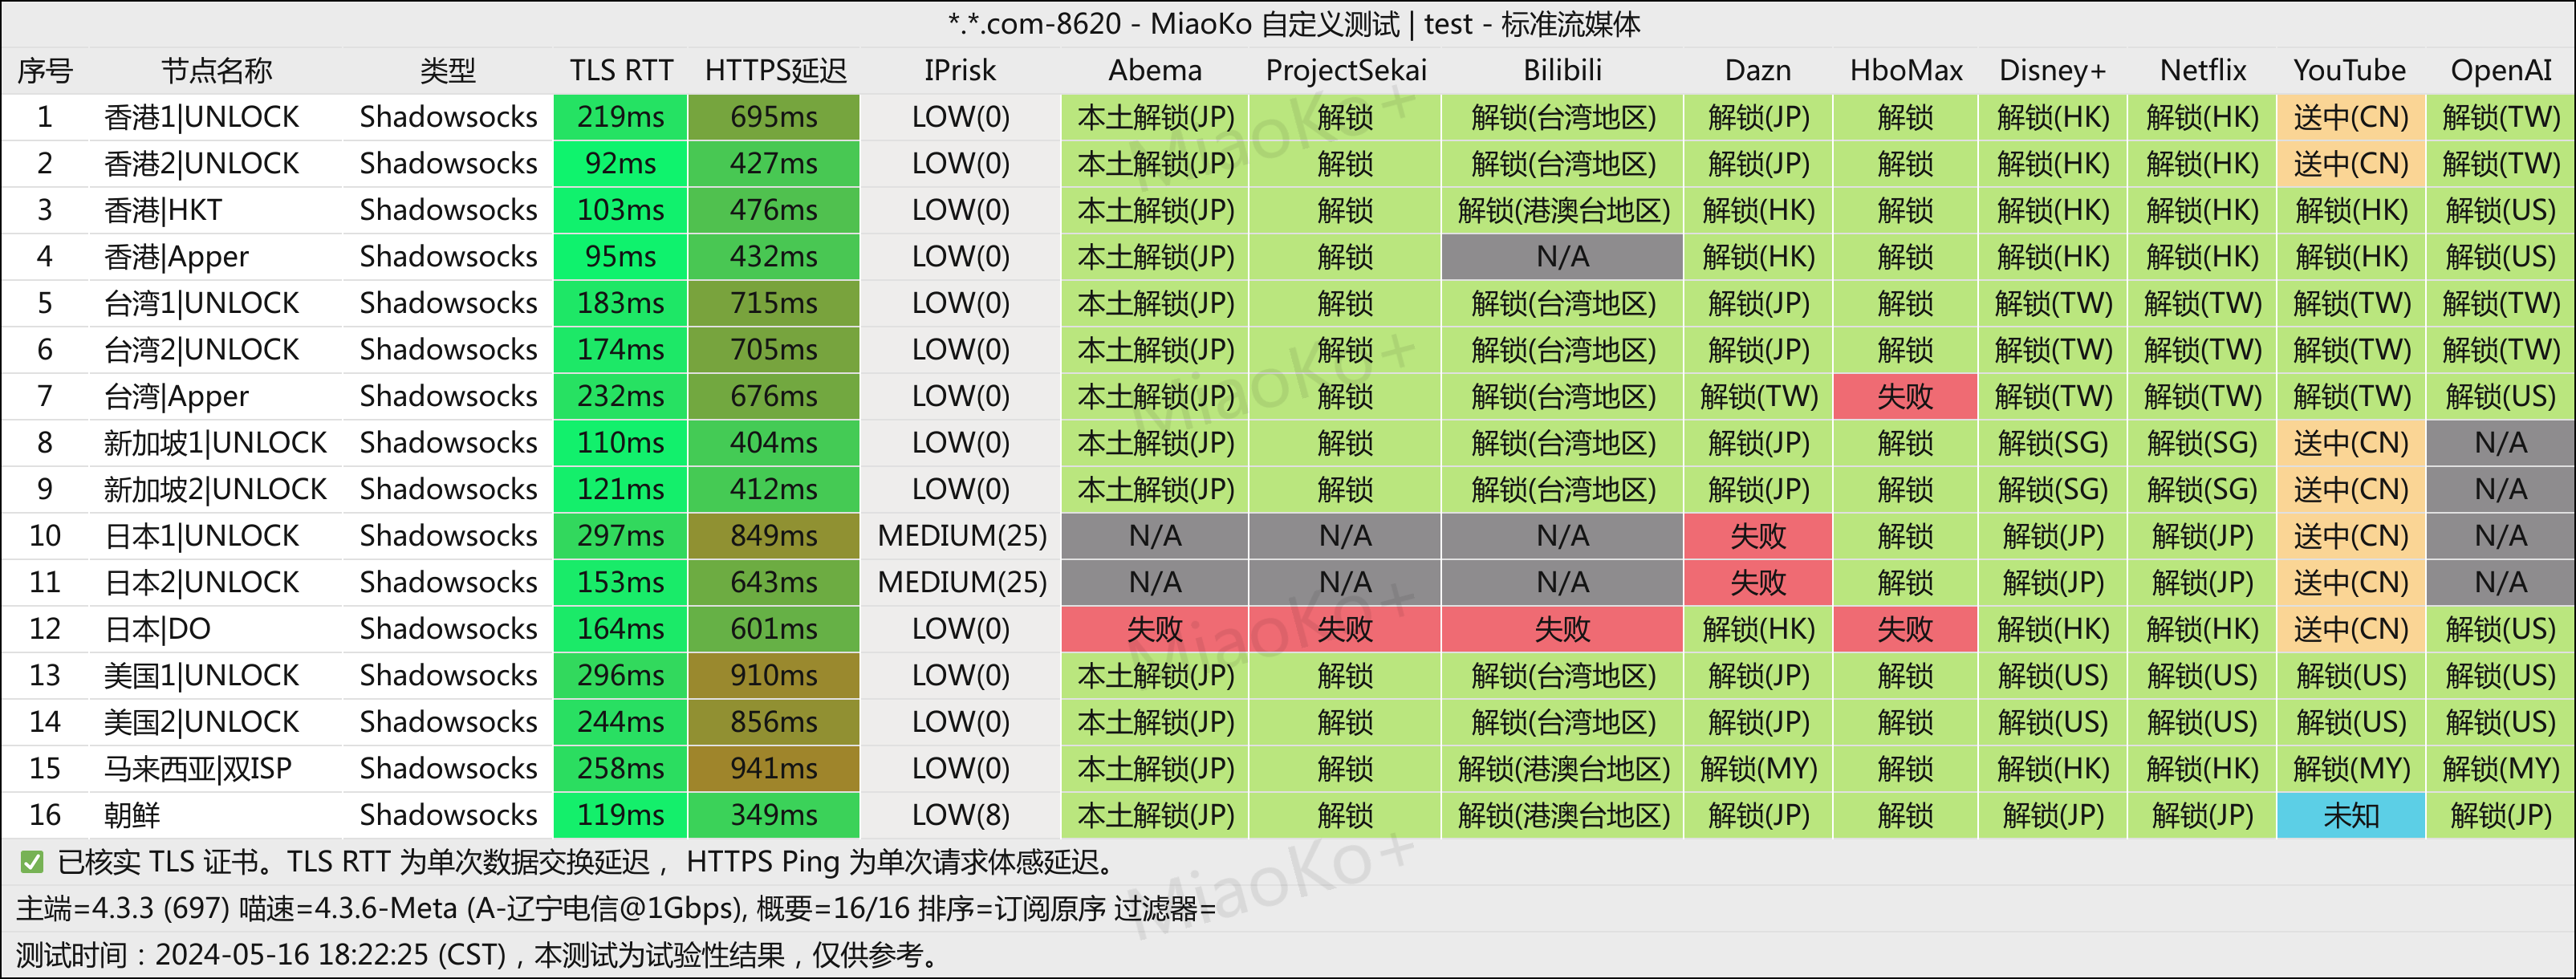 *.*.com-8620 - MiaoKo 自定义测试 | test - 标准流媒体
序号 节点名称 类型 TLS RTT HTTPS延迟 IPrisk Abema ProjectSekai Bilibili Dazn HboMax Disney+ Netflix YouTube OpenAI
1 香港1|UNLOCK Shadowsocks 219ms 695ms LOW(0) 本土解锁(JP) 解锁 解锁(台湾地区) 解锁(JP) 解锁 解锁(HK) 解锁(HK) 送中(CN) 解锁(TW)
2 香港2|UNLOCK Shadowsocks 92ms 427ms LOW(0) 本土解锁(JP) 解锁 解锁(台湾地区) 解锁(JP) 解锁 解锁(HK) 解锁(HK) 送中(CN) 解锁(TW)
3 香港|HKT Shadowsocks 103ms 476ms LOW(0) 本土解锁(JP) 解锁 解锁(港澳台地区) 解锁(HK) 解锁 解锁(HK) 解锁(HK) 解锁(HK) 解锁(US)
4 香港|Apper Shadowsocks 95ms 432ms LOW(0) 本土解锁(JP) 解锁 N/A 解锁(HK) 解锁 解锁(HK) 解锁(HK) 解锁(HK) 解锁(US)
5 台湾1|UNLOCK Shadowsocks 183ms 715ms LOW(0) 本土解锁(JP) 解锁 解锁(台湾地区) 解锁(JP) 解锁 解锁(TW) 解锁(TW) 解锁(TW) 解锁(TW)
6 台湾2|UNLOCK Shadowsocks 174ms 705ms LOW(0) 本土解锁(JP) 解锁 解锁(台湾地区) 解锁(JP) 解锁 解锁(TW) 解锁(TW) 解锁(TW) 解锁(TW)
7 台湾|Apper Shadowsocks 232ms 676ms LOW(0) 本土解锁(JP) 解锁 解锁(台湾地区) 解锁(TW) 失败 解锁(TW) 解锁(TW) 解锁(TW) 解锁(US)
8 新加坡1|UNLOCK Shadowsocks 110ms 404ms LOW(0) 本土解锁(JP) 解锁 解锁(台湾地区) 解锁(JP) 解锁 解锁(SG) 解锁(SG) 送中(CN) N/A
9 新加坡2|UNLOCK Shadowsocks 121ms 412ms LOW(0) 本土解锁(JP) 解锁 解锁(台湾地区) 解锁(JP) 解锁 解锁(SG) 解锁(SG) 送中(CN) N/A
10 日本1|UNLOCK Shadowsocks 297ms 849ms MEDIUM(25) N/A N/A N/A 失败 解锁 解锁(JP) 解锁(JP) 送中(CN) N/A
11 日本2|UNLOCK Shadowsocks 153ms 643ms MEDIUM(25) N/A N/A N/A 失败 解锁 解锁(JP) 解锁(JP) 送中(CN) N/A
12 日本|DO Shadowsocks 164ms 601ms LOW(0) 失败 失败 失败 解锁(HK) 失败 解锁(HK) 解锁(HK) 送中(CN) 解锁(US)
13 美国1|UNLOCK Shadowsocks 296ms 910ms LOW(0) 本土解锁(JP) 解锁 解锁(台湾地区) 解锁(JP) 解锁 解锁(US) 解锁(US) 解锁(US) 解锁(US)
14 美国2|UNLOCK Shadowsocks 244ms 856ms LOW(0) 本土解锁(JP) 解锁 解锁(台湾地区) 解锁(JP) 解锁 解锁(US) 解锁(US) 解锁(US) 解锁(US)
15 马来西亚|双ISP Shadowsocks 258ms 941ms LOW(0) 本土解锁(JP) 解锁 解锁(港澳台地区) 解锁(MY) 解锁 解锁(HK) 解锁(HK) 解锁(MY) 解锁(MY)
16 朝鲜 Shadowsocks 119ms 349ms LOW(8) 本土解锁(JP) 解锁 解锁(港澳台地区) 解锁(JP) 解锁 解锁(JP) 解锁(JP) 未知 解锁(JP)
✅ 已核实 TLS 证书。TLS RTT 为单次数据交换延迟， HTTPS Ping 为单次请求体感延迟。
主端=4.3.3 (697) 喵速=4.3.6-Meta (A-辽宁电信@1Gbps), 概要=16/16 排序=订阅原序 过滤器=
测试时间：2024-05-16 18:22:25 (CST)，本测试为试验性结果，仅供参考。
MiaoKo+
MiaoKo+
MiaoKo+
MiaoKo+